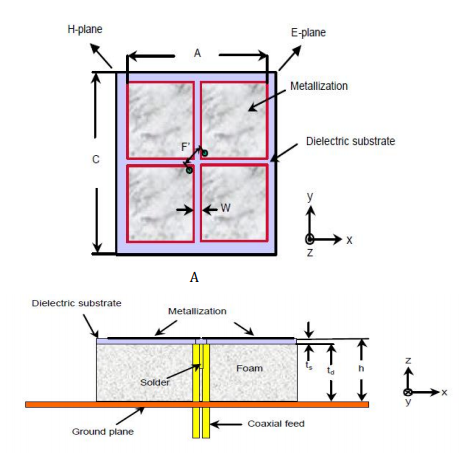 H-plane
E-plane
A
Metallization
F'
Dielectric substrate
C
W
y
x
z
A
Dielectric substrate
Metallization
Solder
Foam
ts
td
h
z
x
y
Ground plane
Coaxial feed